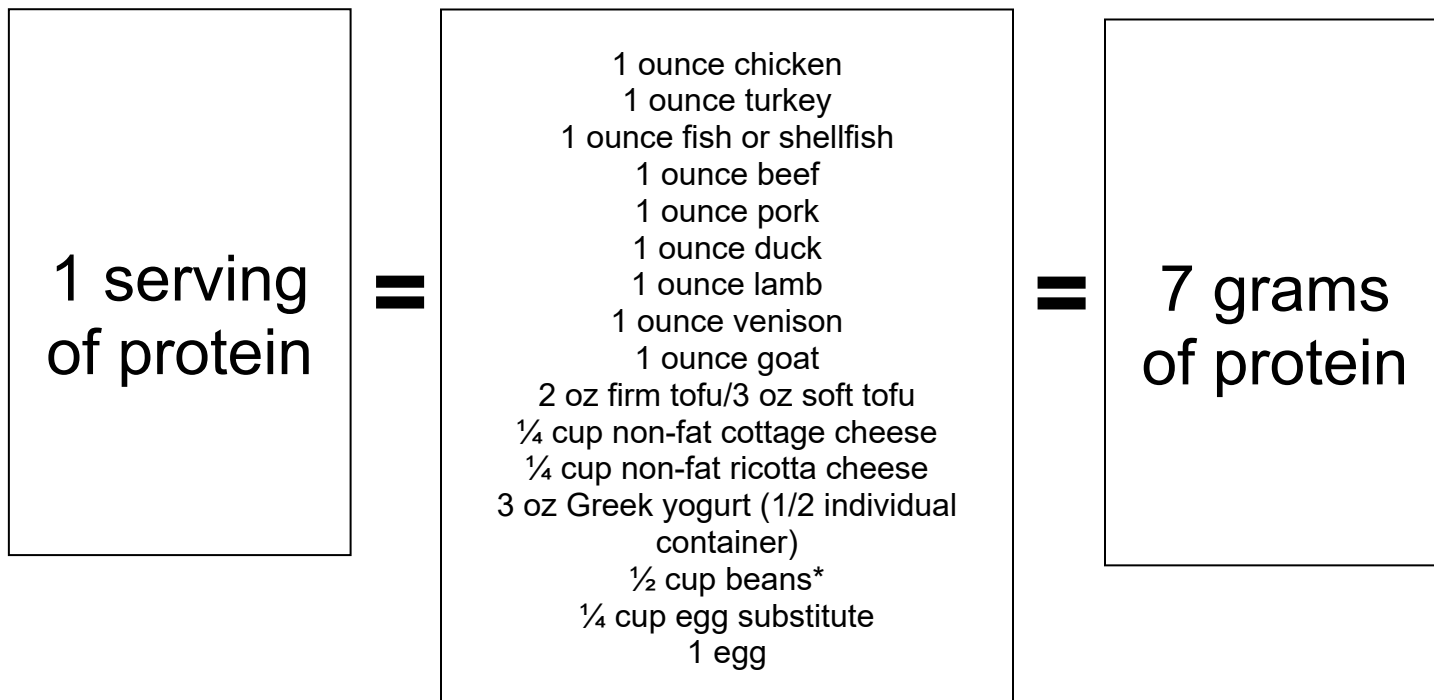 1 serving
of protein
=
1 ounce chicken
1 ounce turkey
1 ounce fish or shellfish
1 ounce beef
1 ounce pork
1 ounce duck
1 ounce lamb
1 ounce venison
1 ounce goat
2 oz firm tofu/3 oz soft tofu
¼ cup non-fat cottage cheese
¼ cup non-fat ricotta cheese
3 oz Greek yogurt (1/2 individual
container)
½ cup beans*
¼ cup egg substitute
1 egg
=
7 grams
of protein